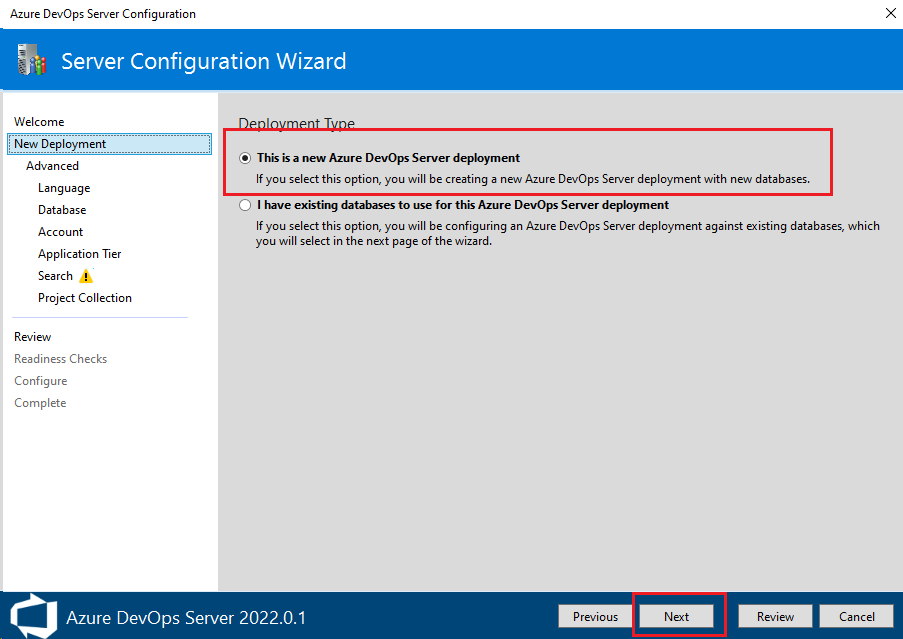 Azure DevOps Server Configuration
Server Configuration Wizard
Welcome
New Deployment
Advanced
Language
Database
Account
Application Tier
Search
Project Collection
Review
Readiness Checks
Configure
Complete
Deployment Type
This is a new Azure DevOps Server deployment
If you select this option, you will be creating a new Azure DevOps Server deployment with new databases.
I have existing databases to use for this Azure DevOps Server deployment
If you select this option, you will be configuring an Azure DevOps Server deployment against existing databases, which
you will select in the next page of the wizard.
Azure DevOps Server 2022.0.1
Previous
Next
Review
Cancel